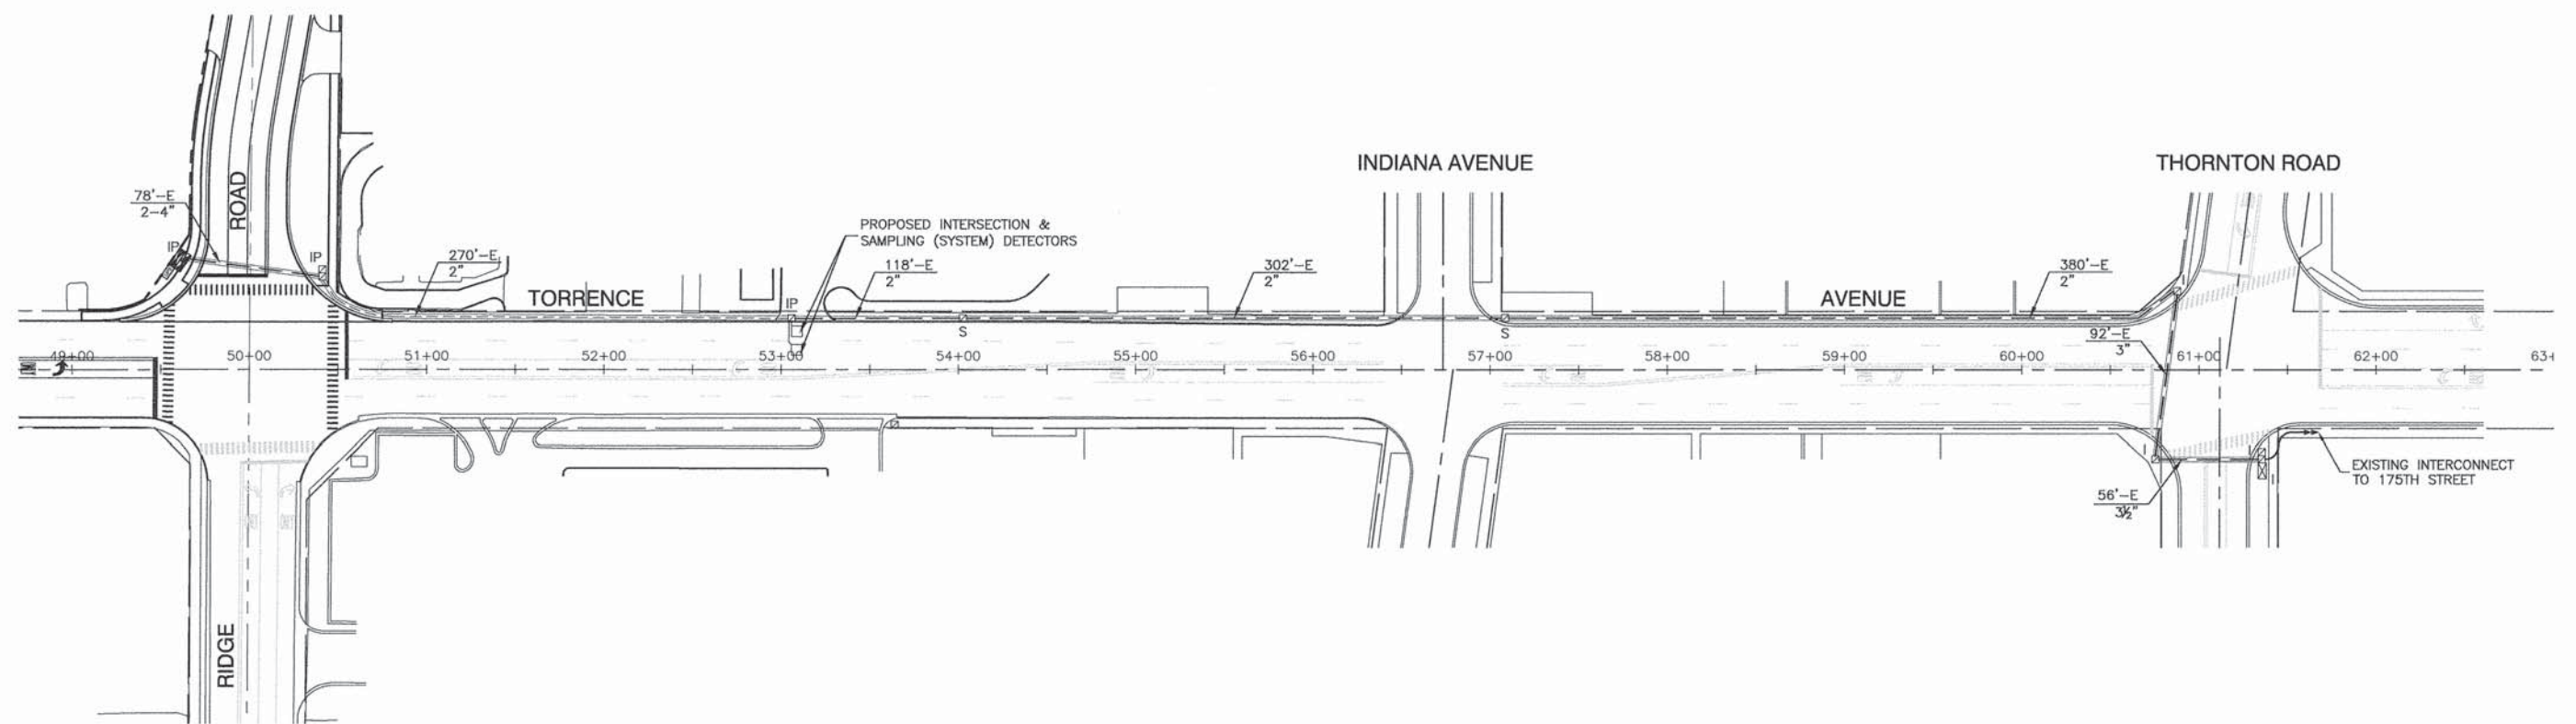 INDIANA AVENUE
THORNTON ROAD
78'-E
2-4"
ROAD
IP
IP
PROPOSED INTERSECTION &
SAMPLING (SYSTEM) DETECTORS
270'-E
2"
118'-E
2"
302'-E
2"
380'-E
2"
TORRENCE
AVENUE
IP
S
S
92'-E
3"
49+00
50+00
51+00
52+00
53+00
54+00
55+00
56+00
57+00
58+00
59+00
60+00
61+00
62+00
EXISTING INTERCONNECT
TO 175TH STREET
56'-E
3½"
RIDGE